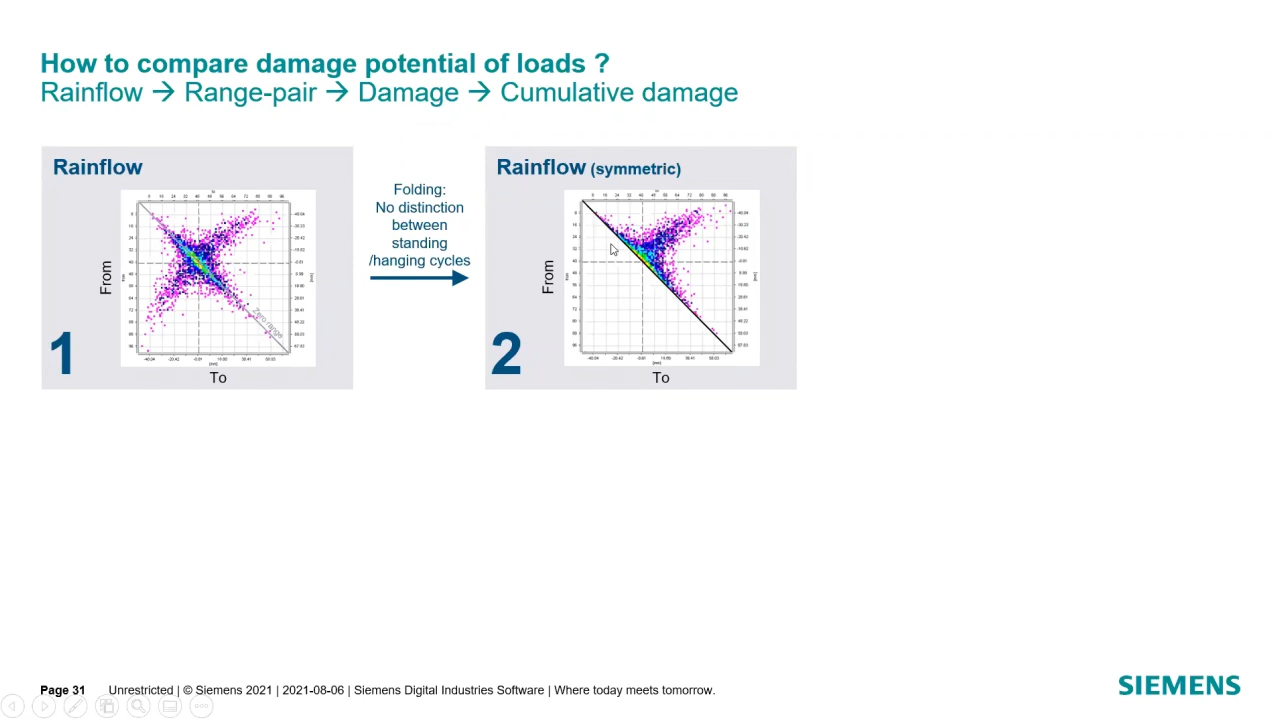 How to compare damage potential of loads ?
Rainflow → Range-pair → Damage → Cumulative damage
Rainflow
From
To
Zero range
1
Folding:
No distinction
between
standing
/hanging cycles
Rainflow (symmetric)
From
To
2
Page 31 Unrestricted | © Siemens 2021 | 2021-08-06 | Siemens Digital Industries Software | Where today meets tomorrow.
SIEMENS